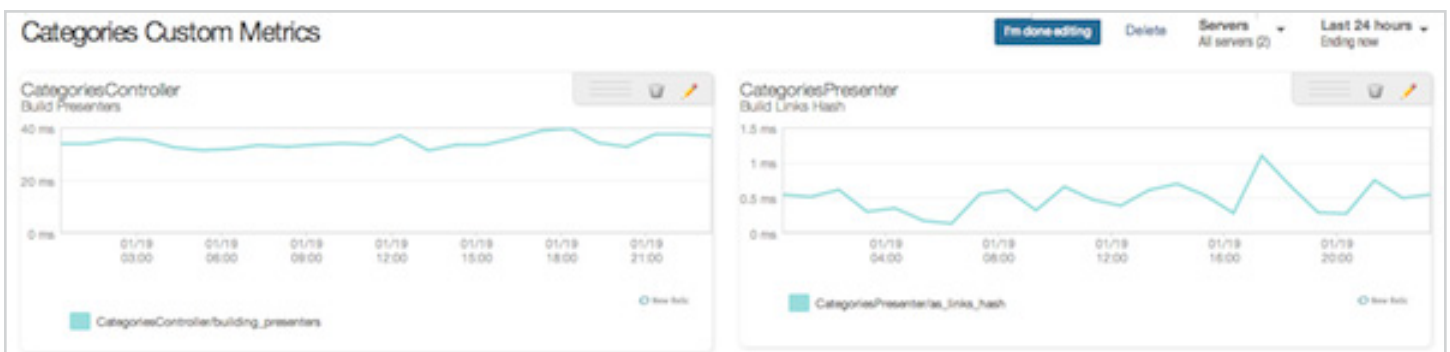 Categories Custom Metrics
I'm done editing
Delete
Servers
All servers (2)
Last 24 hours
Ending now
CategoriesController
Build Presenters
40 ms
20 ms
0 ms
01/19 01/19 01/19 01/19 01/19 01/19 01/19
03:00 06:00 09:00 12:00 15:00 18:00 21:00
New Relic
CategoriesController/building_presenters
CategoriesPresenter
Build Links Hash
1.5 ms
1 ms
0.5 ms
0 ms
01/19 01/19 01/19 01/19 01/19
04:00 08:00 12:00 16:00 20:00
CategoriesPresenter/as_links_hash
New Relic